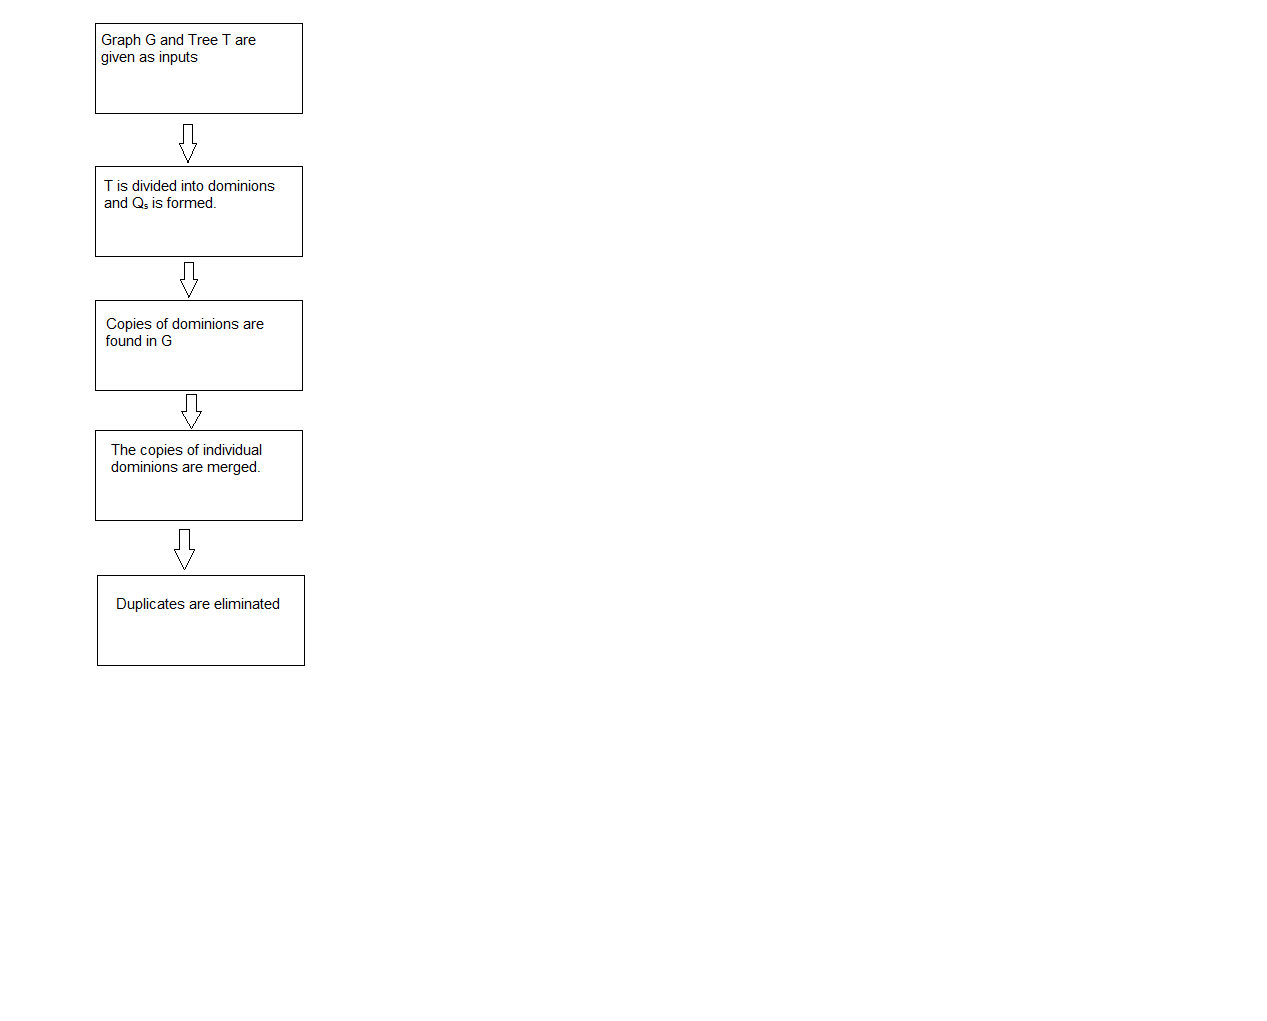 Graph G and Tree T are
given as inputs
T is divided into dominions
and Qₛ is formed.
Copies of dominions are
found in G
The copies of individual
dominions are merged.
Duplicates are eliminated